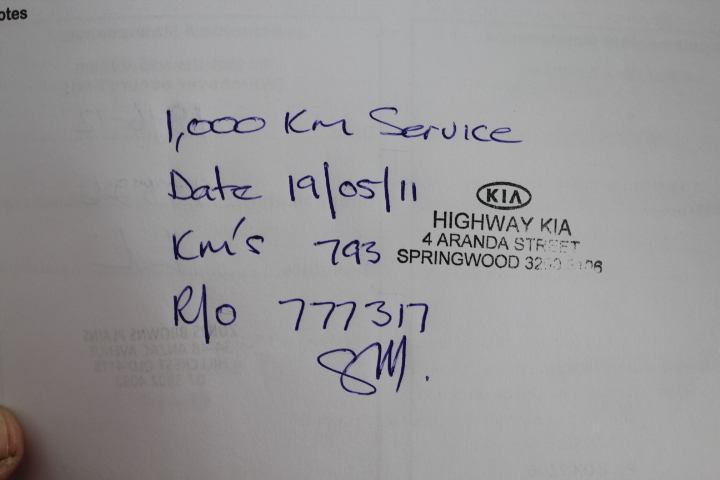 otes
1,000 Km Service
Date 19/05/11
KIA
HIGHWAY KIA
Km's 793
4 ARANDA STREET
SPRINGWOOD
R/o 777317
SM.